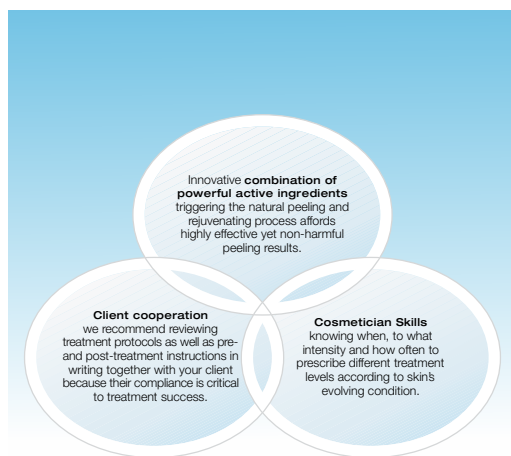 Innovative combination of
powerful active ingredients
triggering the natural peeling and
rejuvenating process affords
highly effective yet non-harmful
peeling results.
Client cooperation
we recommend reviewing
treatment protocols as well as pre-
and post-treatment instructions in
writing together with your client
because their compliance is critical
to treatment success.
Cosmetician Skills
knowing when, to what
intensity and how often to
prescribe different treatment
levels according to skin's
evolving condition.